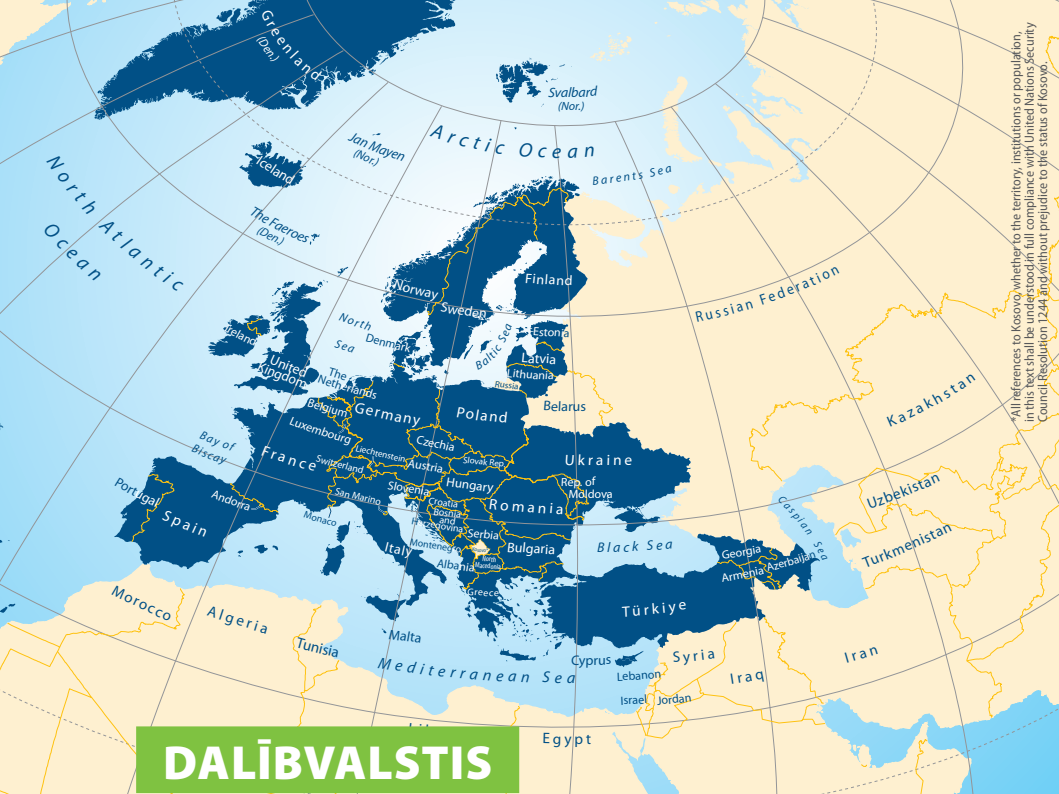 Greenland
(Den.)
Svalbard
(Nor.)
Jan Mayen
(Nor.)
Arctic Ocean
Barents Sea
Iceland
The Faeroes
(Den.)
North Atlantic
Ocean
Norway
Sweden
Finland
Russian Federation
North
Sea
Denmark
Baltic Sea
Estonia
Latvia
Lithuania
Russia
Belarus
Ireland
United
Kingdom
The
Netherlands
Belgium
Luxembourg
Germany
Poland
Czechia
Slovak Rep.
Ukraine
Kazakhstan
Bay of
Biscay
France
Switzerland
Liechtenstein
Austria
Hungary
Rep. of
Moldova
Romania
Slovenia
Croatia
Bosnia
and
Herzegovina
Serbia
San Marino
Monaco
Andorra
Portugal
Spain
Italy
Montenegro
Albania
North
Macedonia
Bulgaria
Greece
Black Sea
Georgia
Armenia
Azerbaijan
Caspian Sea
Uzbekistan
Turkmenistan
Türkiye
Morocco
Algeria
Tunisia
Malta
Mediterranean Sea
Cyprus
Lebanon
Syria
Israel
Jordan
Iraq
Iran
Egypt
DALĪBVALSTIS
*All references to Kosovo, whether to the territory, institutions or population,
in this text shall be understood in full compliance with United Nations Security
Council Resolution 1244 and without prejudice to the status of Kosovo.